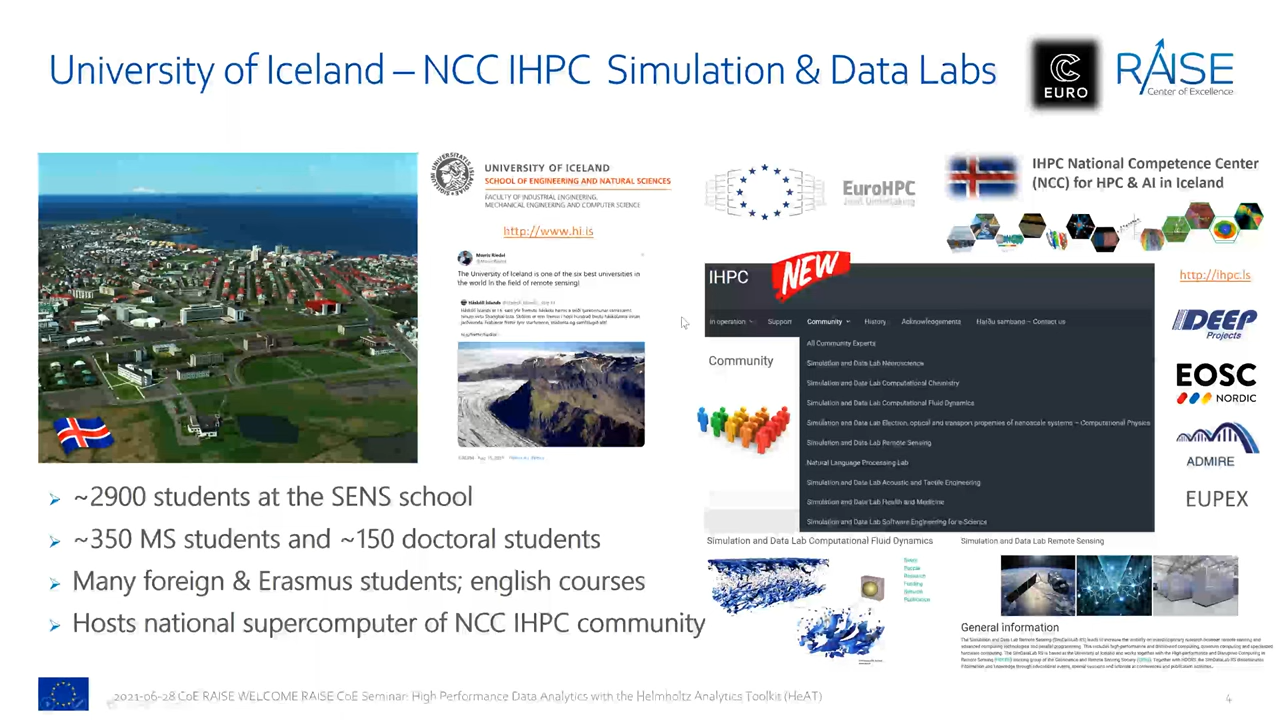 University of Iceland – NCC IHPC Simulation & Data Labs
EURO
RAISE
Center of Excellence
UNIVERSITY OF ICELAND
SCHOOL OF ENGINEERING AND NATURAL SCIENCES
FACULTY OF INDUSTRIAL ENGINEERING,
MECHANICAL ENGINEERING AND COMPUTER SCIENCE
http://www.hi.is
Morris Riedel
The University of Iceland is one of the six best universities in
the world in the field of remote sensing!
Háskóli Íslands
EuroHPC
Joint Undertaking
IHPC National Competence Center
(NCC) for HPC & AI in Iceland
http://ihpc.is
IHPC
NEW
In operation
Support
Community
History
Acknowledgements
Hafðu samband – Contact us
Community
All Community Experts
Simulation and Data Lab Neuroscience
Simulation and Data Lab Computational Chemistry
Simulation and Data Lab Computational Fluid Dynamics
Simulation and Data Lab Electron, optical and transport properties of nanoscale systems – Computational Physics
Simulation and Data Lab Remote Sensing
Natural Language Processing Lab
Simulation and Data Lab Acoustic and Tactile Engineering
Simulation and Data Lab Health and Medicine
Simulation and Data Lab Software Engineering for e-Science
DEEP
Projects
EOSC
NORDIC
ADMIRE
EUPEX
~2900 students at the SENS school
~350 MS students and ~150 doctoral students
Many foreign & Erasmus students; english courses
Hosts national supercomputer of NCC IHPC community
Simulation and Data Lab Computational Fluid Dynamics
Simulation and Data Lab Remote Sensing
General information
2021-06-28 CoE RAISE WELCOME RAISE CoE Seminar: High Performance Data Analytics with the Helmholtz Analytics Toolkit (HeAT)
4